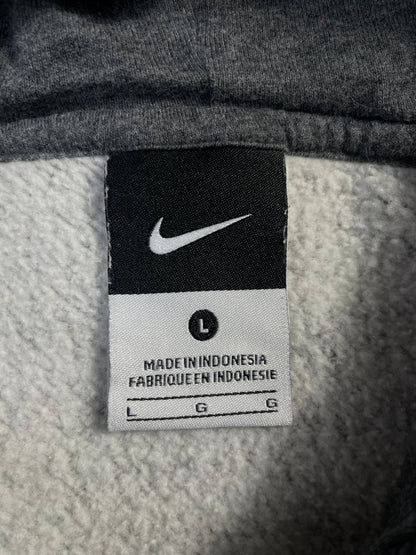 L
MADE IN INDONESIA
FABRIQUE EN INDONESIE
L G G